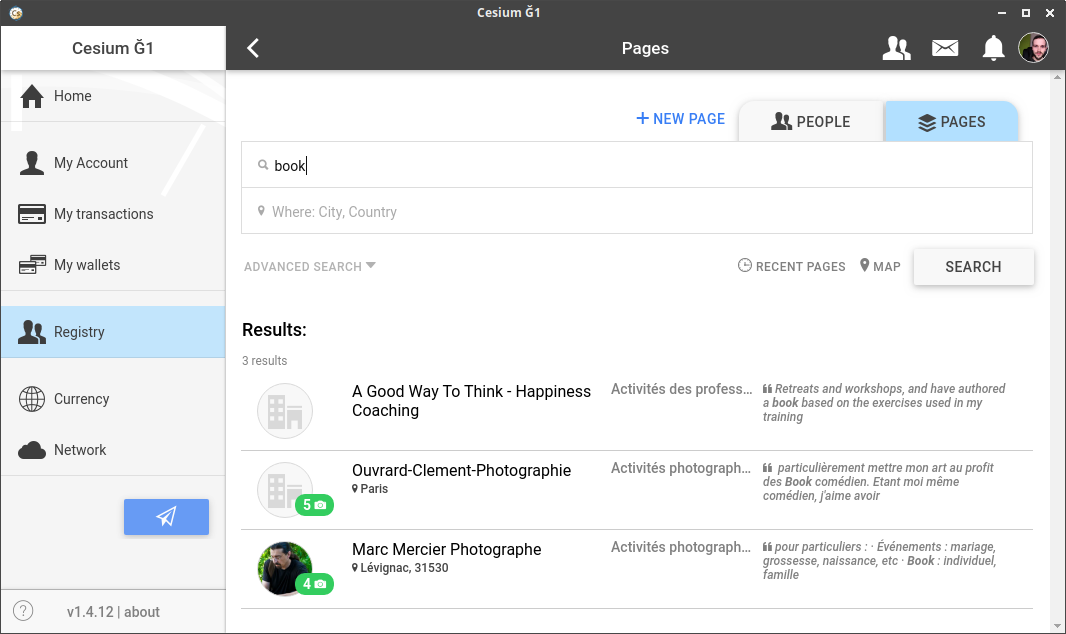 Cesium Ğ1
Cesium Ğ1
Pages
Home
My Account
My transactions
My wallets
Registry
Currency
Network
v1.4.12 | about
+ NEW PAGE
PEOPLE
PAGES
book
Where: City, Country
ADVANCED SEARCH
RECENT PAGES
MAP
SEARCH
Results:
3 results
A Good Way To Think - Happiness
Coaching
Activités des profess…
❝ Retreats and workshops, and have authored
a book based on the exercises used in my
training
Ouvrard-Clement-Photographie
Paris
5
Activités photograph…
❝ particulièrement mettre mon art au profit
des Book comédien. Etant moi même
comédien, j'aime avoir
Marc Mercier Photographe
Lévignac, 31530
4
Activités photograph…
❝ pour particuliers : · Événements : mariage,
grossesse, naissance, etc · Book : individuel,
famille